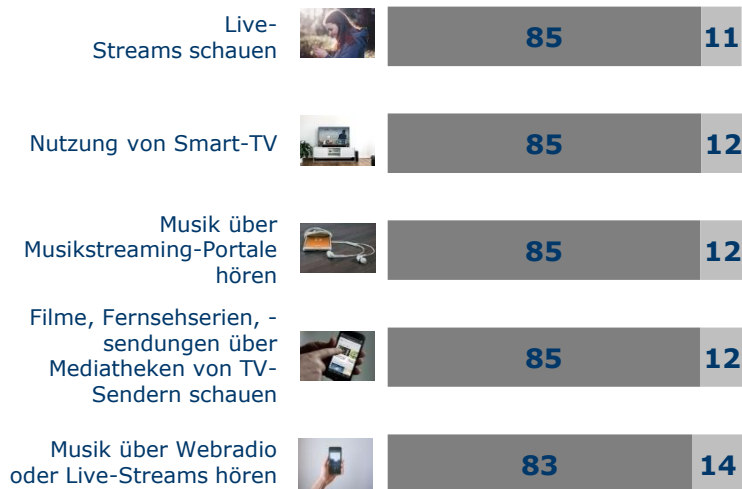 Live-
Streams schauen
85 11
Nutzung von Smart-TV
85 12
Musik über
Musikstreaming-Portale
hören
85 12
Filme, Fernsehserien, -
sendungen über
Mediatheken von TV-
Sendern schauen
85 12
Musik über Webradio
oder Live-Streams hören
83 14